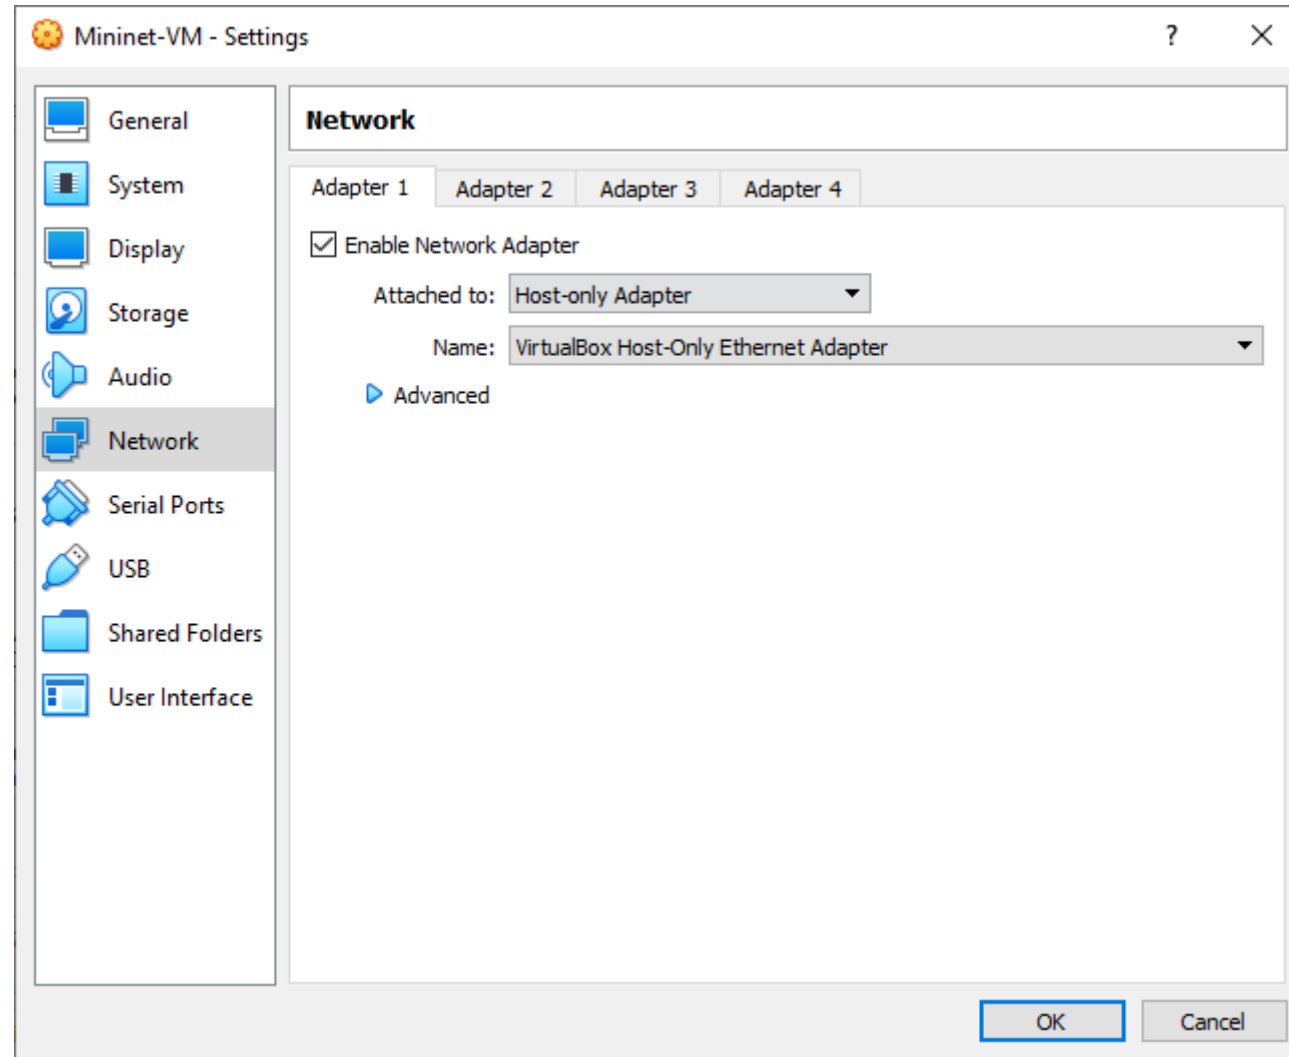 Mininet-VM - Settings
?
General
System
Display
Storage
Audio
Network
Serial Ports
USB
Shared Folders
User Interface
Network
Adapter 1 Adapter 2 Adapter 3 Adapter 4
Enable Network Adapter
Attached to: Host-only Adapter
Name: VirtualBox Host-Only Ethernet Adapter
Advanced
OK Cancel